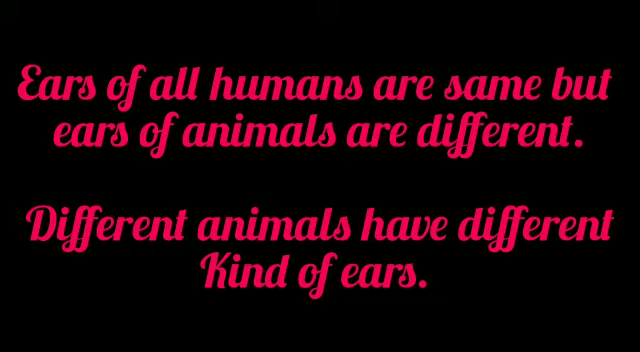 Ears of all humans are same but
ears of animals are different.
Different animals have different
Kind of ears.